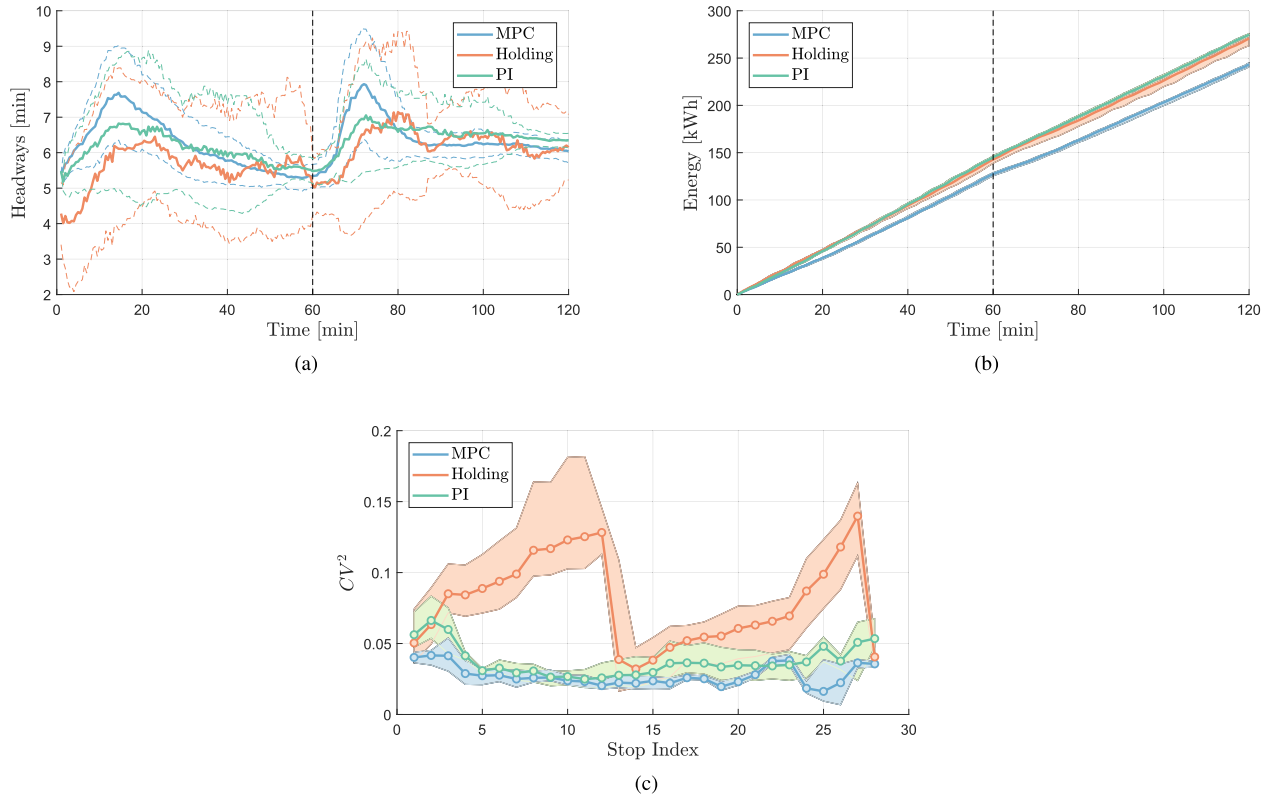 10
9
8
7
6
5
4
3
2
Headways [min]
MPC
Holding
PI
0
20
40
60
80
100
120
Time [min]
(a)
300
250
200
150
100
50
0
Energy [kWh]
MPC
Holding
PI
0
20
40
60
80
100
120
Time [min]
(b)
0.2
0.15
0.1
0.05
0
CV²
MPC
Holding
PI
0
5
10
15
20
25
30
Stop Index
(c)